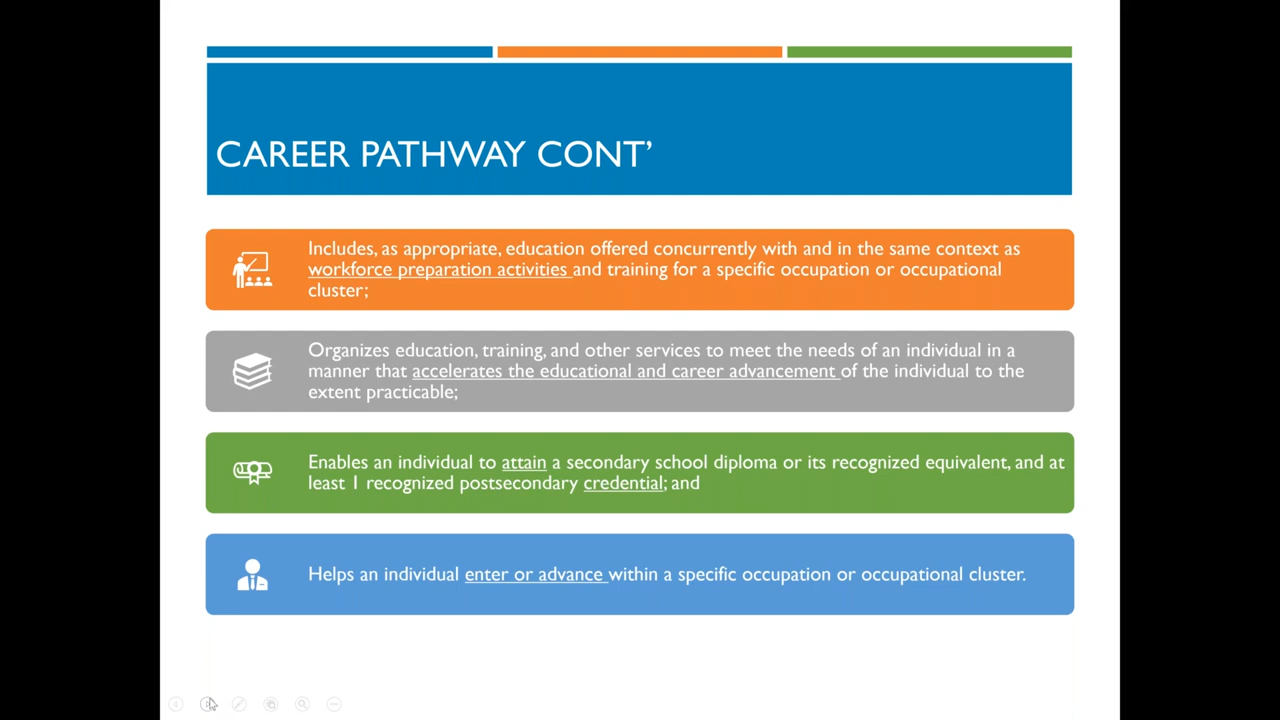 CAREER PATHWAY CONT’
Includes, as appropriate, education offered concurrently with and in the same context as
workforce preparation activities and training for a specific occupation or occupational
cluster;
Organizes education, training, and other services to meet the needs of an individual in a
manner that accelerates the educational and career advancement of the individual to the
extent practicable;
Enables an individual to attain a secondary school diploma or its recognized equivalent, and at
least 1 recognized postsecondary credential; and
Helps an individual enter or advance within a specific occupation or occupational cluster.